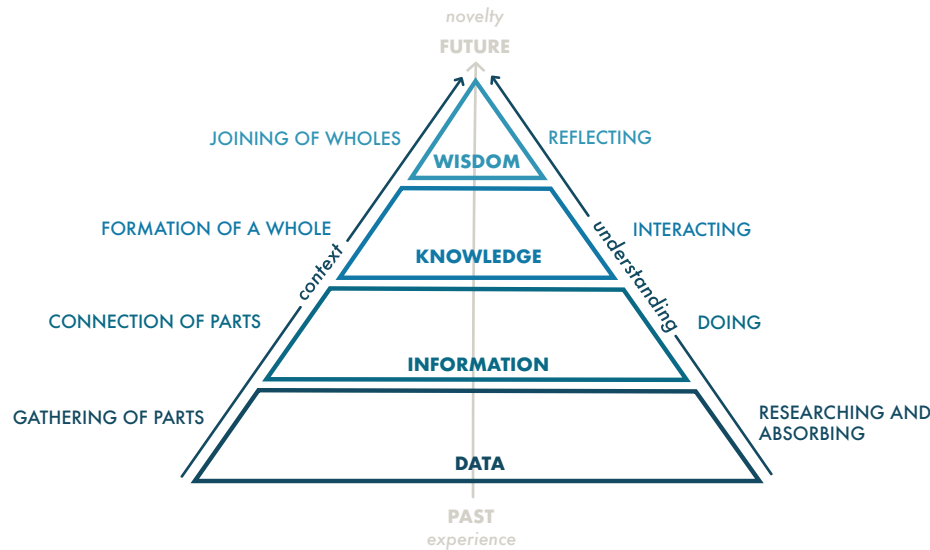 novelty
FUTURE
JOINING OF WHOLES
REFLECTING
WISDOM
FORMATION OF A WHOLE
INTERACTING
KNOWLEDGE
context
understanding
CONNECTION OF PARTS
DOING
INFORMATION
GATHERING OF PARTS
RESEARCHING AND
ABSORBING
DATA
PAST
experience